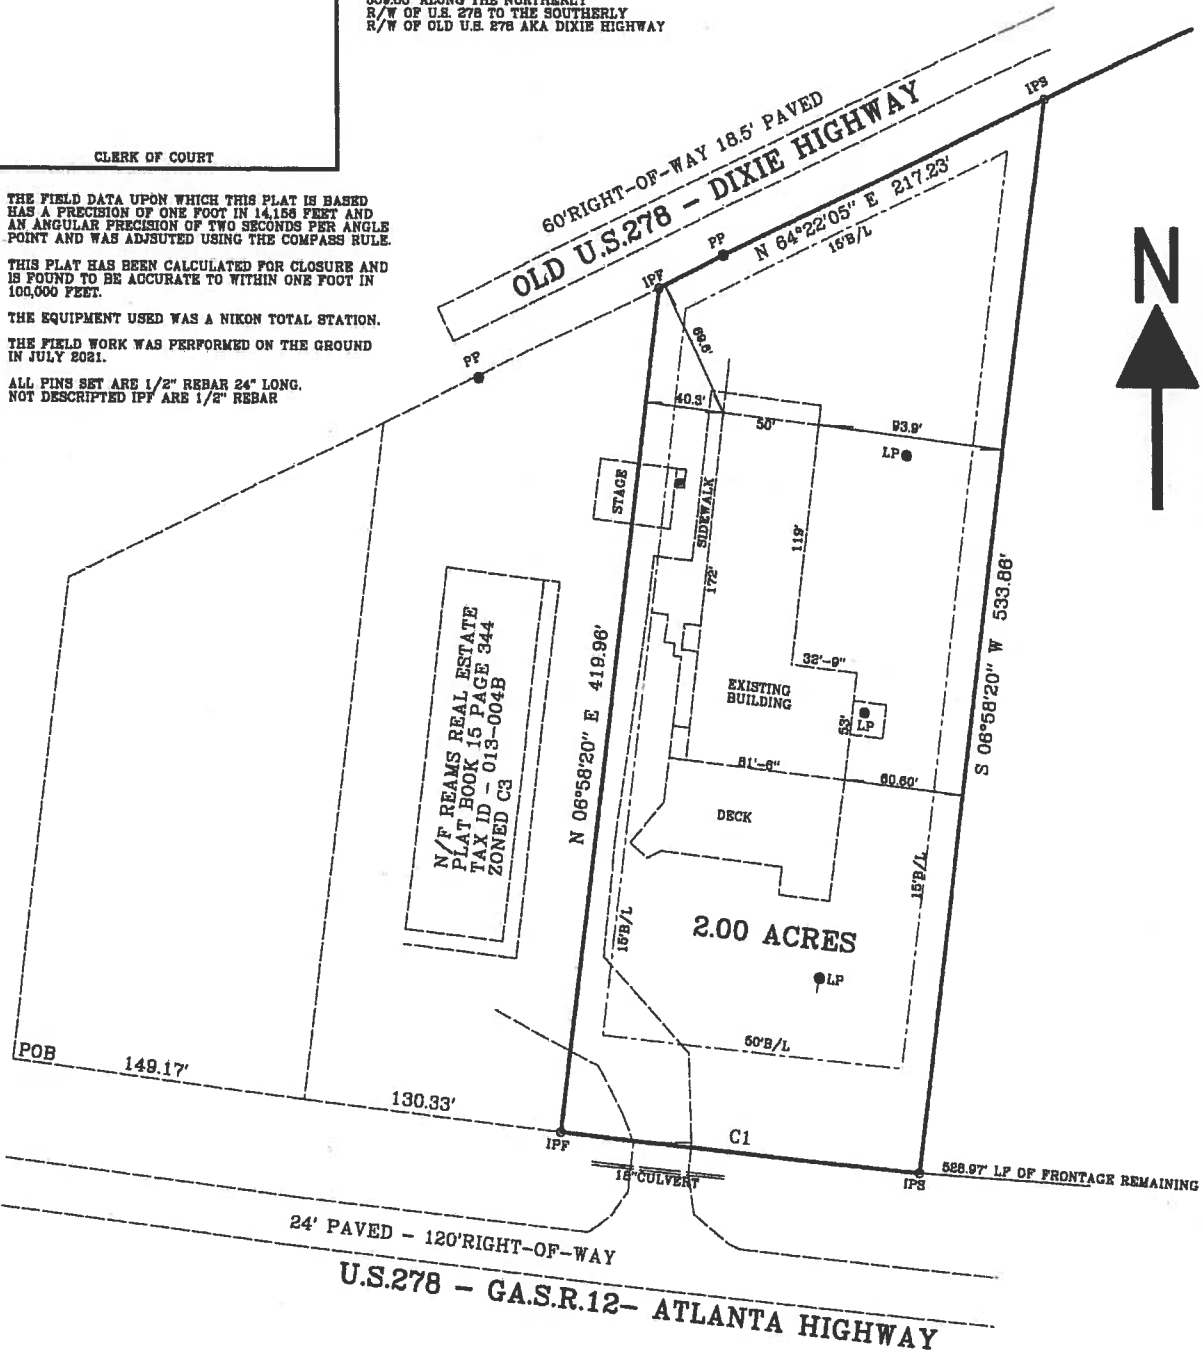 R/W OF U.S. 278 TO THE SOUTHERLY
R/W OF OLD U.S. 278 AKA DIXIE HIGHWAY
CLERK OF COURT
THE FIELD DATA UPON WHICH THIS PLAT IS BASED
HAS A PRECISION OF ONE FOOT IN 14,156 FEET AND
AN ANGULAR PRECISION OF TWO SECONDS PER ANGLE
POINT AND WAS ADJSUTED USING THE COMPASS RULE.
THIS PLAT HAS BEEN CALCULATED FOR CLOSURE AND
IS FOUND TO BE ACCURATE TO WITHIN ONE FOOT IN
100,000 FEET.
THE EQUIPMENT USED WAS A NIKON TOTAL STATION.
THE FIELD WORK WAS PERFORMED ON THE GROUND
IN JULY 2021.
ALL PINS SET ARE 1/2" REBAR 24" LONG.
NOT DESCRIPTED IPF ARE 1/2" REBAR
60'RIGHT-OF-WAY 18.5' PAVED
OLD U.S.278 - DIXIE HIGHWAY
IPS
N 64°22'05" E 217.23'
15'B/L
PP
IPF
PP
N
69.6'
40.3'
50'
93.9'
LP
STAGE
SIDEWALK
172'
119'
32'-9"
EXISTING
BUILDING
LP
53'
81'-6"
60.60'
DECK
N 06°58'20" E 419.96'
S 06°58'20" W 533.86'
N/F REAMS REAL ESTATE
PLAT BOOK 15 PAGE 344
TAX ID - 013-004B
ZONED C3
15'B/L
15'B/L
2.00 ACRES
LP
50'B/L
POB
149.17'
130.33'
IPF
C1
IPS
528.97' LF OF FRONTAGE REMAINING
18"CULVERT
24' PAVED - 120'RIGHT-OF-WAY
U.S.278 - GA.S.R.12- ATLANTA HIGHWAY